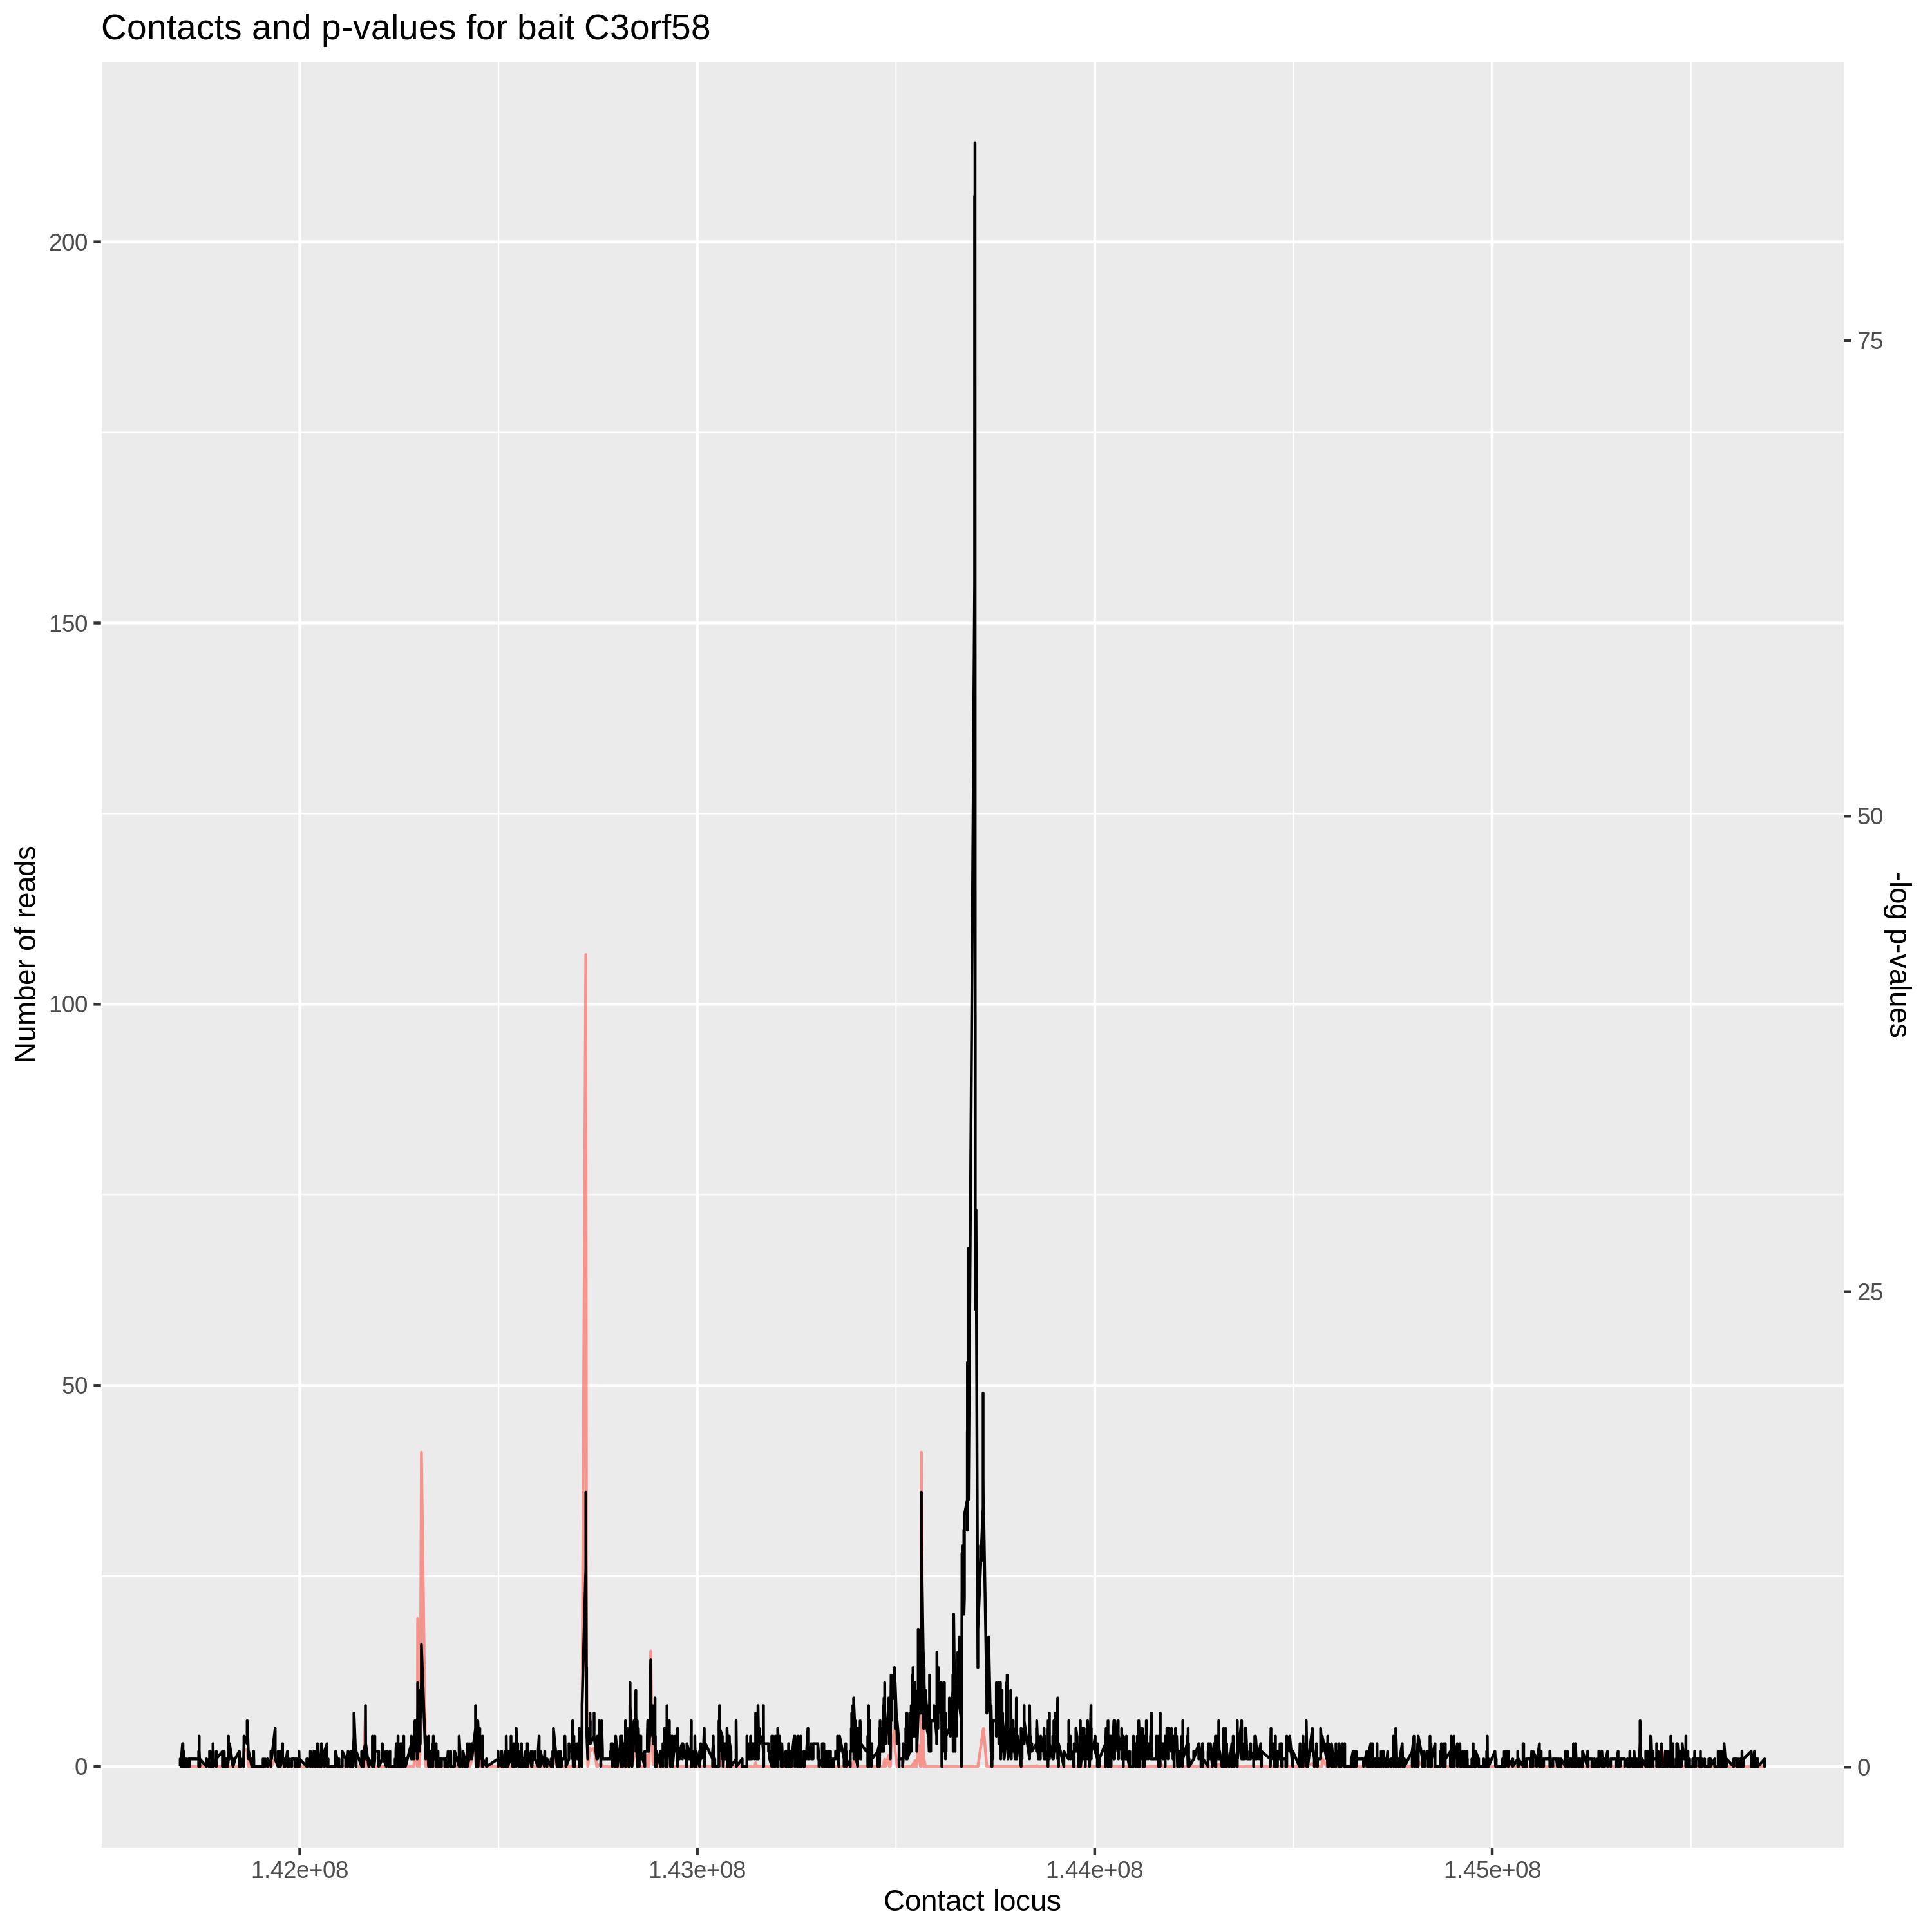 Contacts and p-values for bait C3orf58
Number of reads
200
150
100
50
0
75
50
25
0
-log p-values
1.42e+08
1.43e+08
1.44e+08
1.45e+08
Contact locus